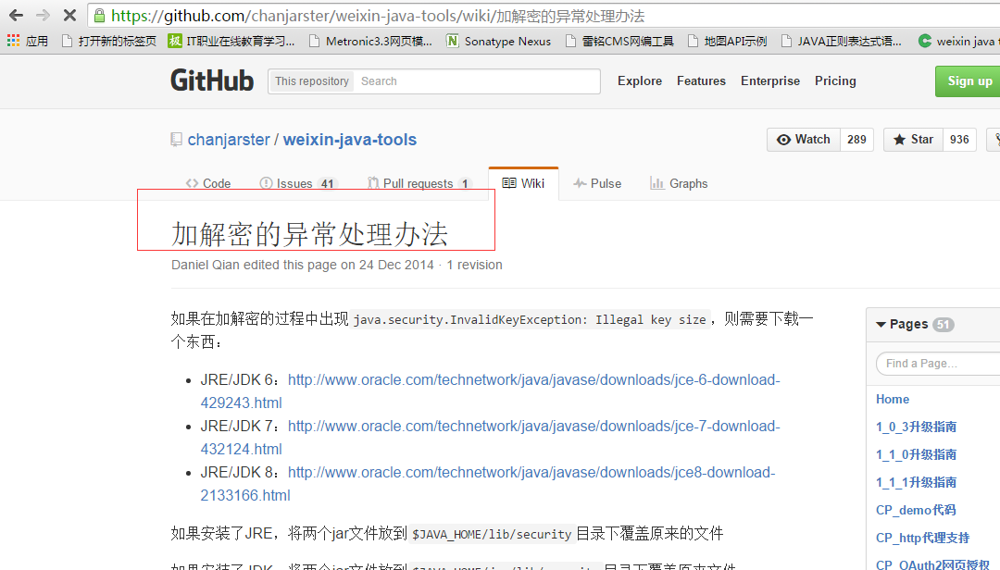 https://github.com/chanjarster/weixin-java-tools/wiki/加解密的异常处理办法
应用 打开新的标签页 IT职业在线教育学习... Metronic3.3网页模... Sonatype Nexus 雷铭CMS网编工具 地图API示例 JAVA正则表达式语... weixin java t
GitHub This repository Search Explore Features Enterprise Pricing Sign up
chanjarster / weixin-java-tools Watch 289 Star 936
Code Issues 41 Pull requests 1 Wiki Pulse Graphs
加解密的异常处理办法
Daniel Qian edited this page on 24 Dec 2014 · 1 revision
如果在加解密的过程中出现 java.security.InvalidKeyException: Illegal key size，则需要下载一
个东西：
• JRE/JDK 6：http://www.oracle.com/technetwork/java/javase/downloads/jce-6-download-
429243.html
• JRE/JDK 7：http://www.oracle.com/technetwork/java/javase/downloads/jce-7-download-
432124.html
• JRE/JDK 8：http://www.oracle.com/technetwork/java/javase/downloads/jce8-download-
2133166.html
如果安装了JRE，将两个jar文件放到 $JAVA_HOME/lib/security 目录下覆盖原来的文件
如果安装了JDK，将两个jar文件放到 $JAVA_HOME/jre/lib/security 目录下覆盖原来文件
Pages 51
Find a Page...
Home
1_0_3升级指南
1_1_0升级指南
1_1_1升级指南
CP_demo代码
CP_http代理支持
CP_OAuth2网页授权